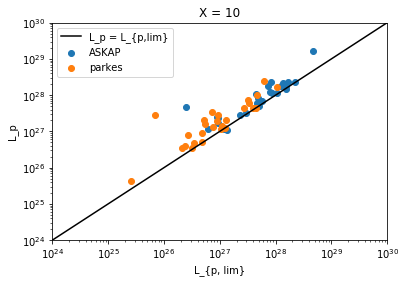 X = 10
L_p = L_{p,lim}
ASKAP
parkes
10^30
10^29
10^28
10^27
10^26
10^25
10^24
L_p
10^24 10^25 10^26 10^27 10^28 10^29 10^30
L_{p, lim}